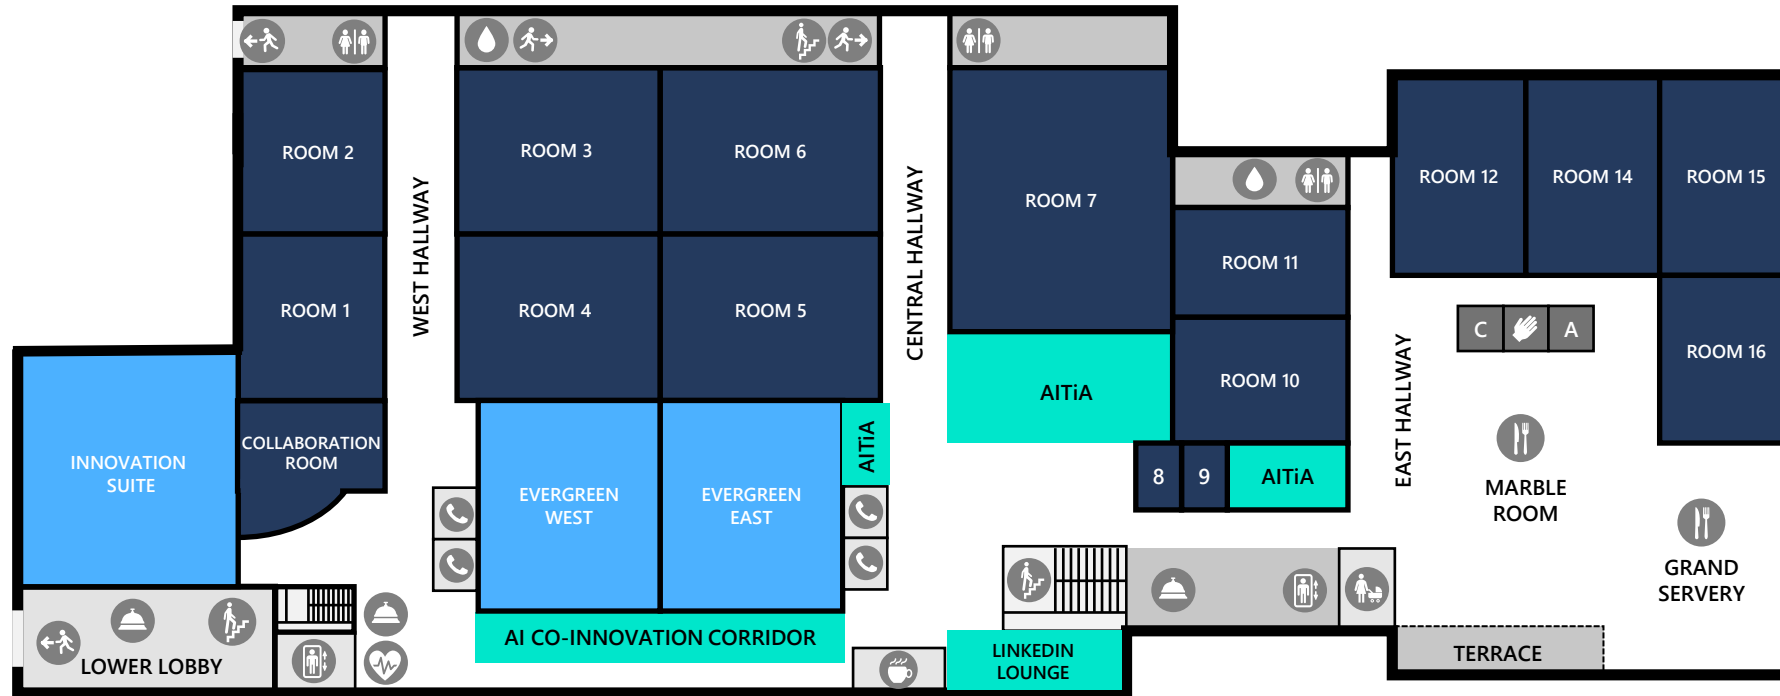 ROOM 2
ROOM 3
ROOM 6
ROOM 7
ROOM 12
ROOM 14
ROOM 15
WEST HALLWAY
CENTRAL HALLWAY
ROOM 11
ROOM 1
ROOM 4
ROOM 5
C
A
ROOM 16
EAST HALLWAY
AITiA
ROOM 10
COLLABORATION
ROOM
INNOVATION
SUITE
EVERGREEN
WEST
EVERGREEN
EAST
AITiA
8
9
AITiA
MARBLE
ROOM
GRAND
SERVERY
LOWER LOBBY
AI CO-INNOVATION CORRIDOR
LINKEDIN
LOUNGE
TERRACE